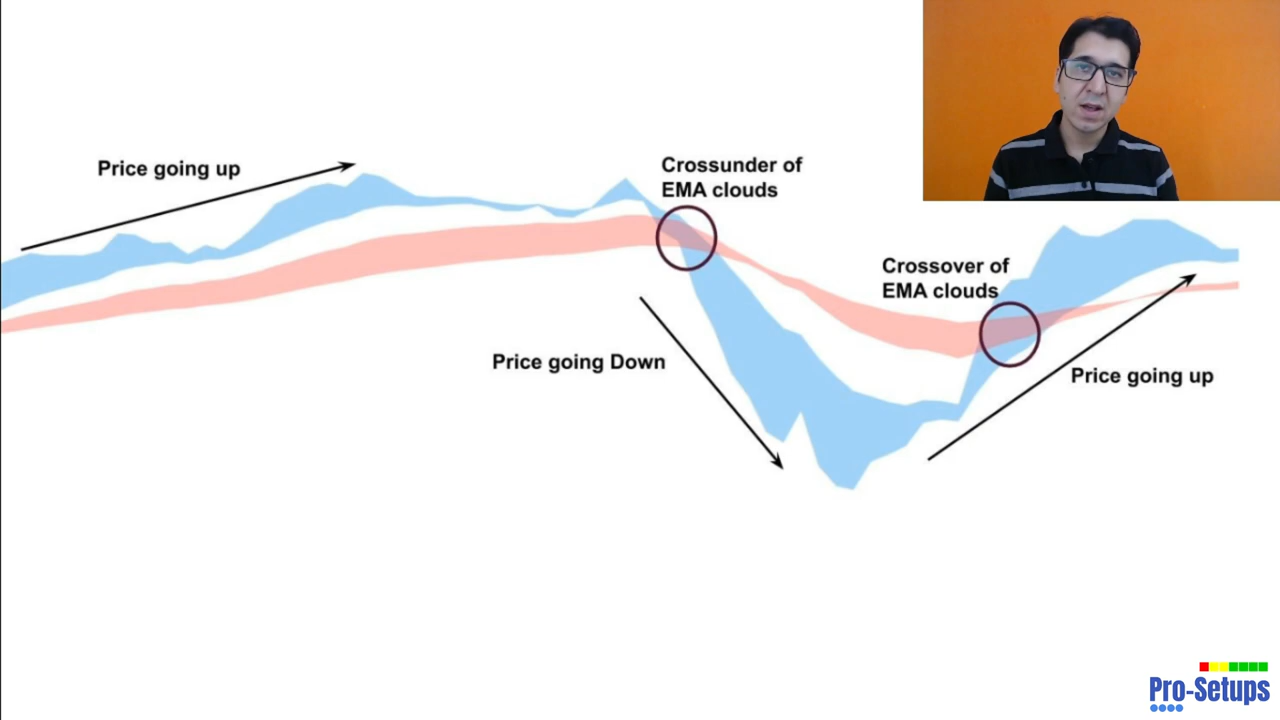 Price going up
Crossunder of
EMA clouds
Crossover of
EMA clouds
Price going Down
Price going up
Pro-Setups